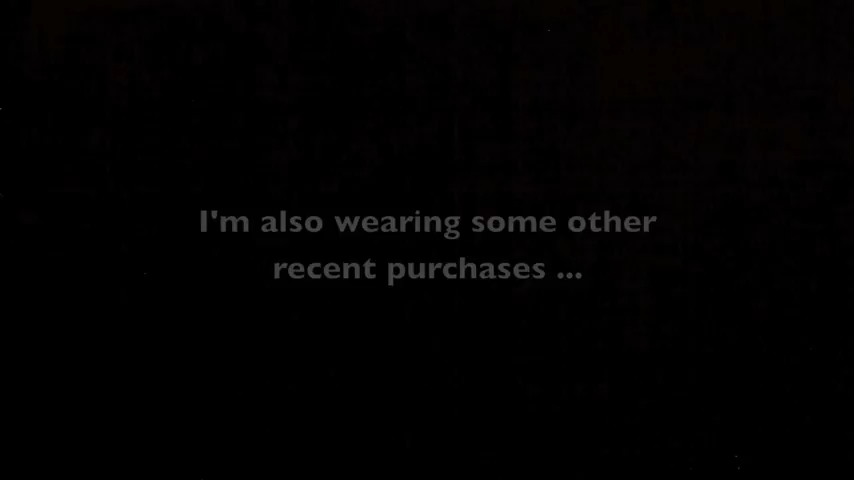 I'm also wearing some other
recent purchases ...